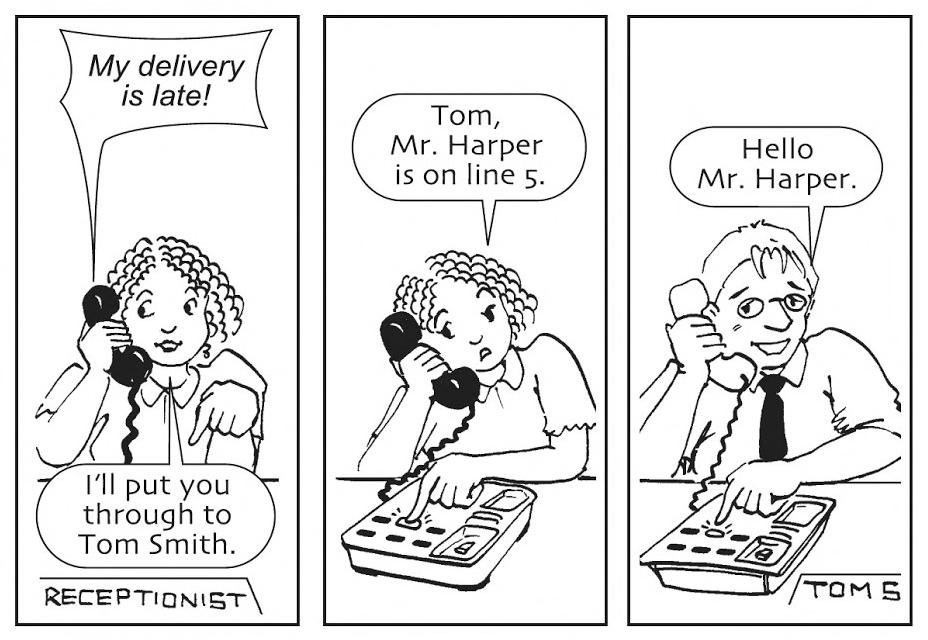 My delivery
is late!
I'll put you
through to
Tom Smith.
RECEPTIONIST
Tom,
Mr. Harper
is on line 5.
Hello
Mr. Harper.
TOM S